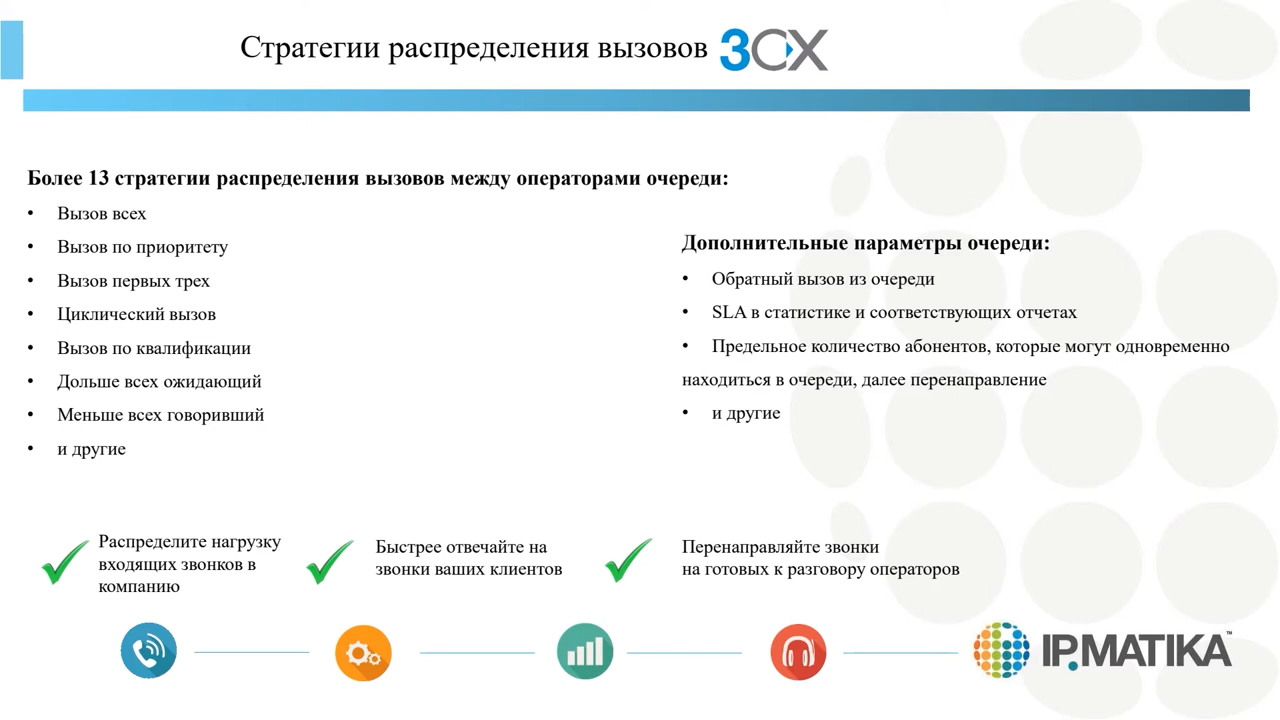 Стратегии распределения вызовов 3CX
Более 13 стратегии распределения вызовов между операторами очереди:
• Вызов всех
• Вызов по приоритету
• Вызов первых трех
• Циклический вызов
• Вызов по квалификации
• Дольше всех ожидающий
• Меньше всех говоривший
• и другие
Дополнительные параметры очереди:
• Обратный вызов из очереди
• SLA в статистике и соответствующих отчетах
• Предельное количество абонентов, которые могут одновременно
находиться в очереди, далее перенаправление
• и другие
Распределите нагрузку
входящих звонков в
компанию
Быстрее отвечайте на
звонки ваших клиентов
Перенаправляйте звонки
на готовых к разговору операторов
IPMATIKA™